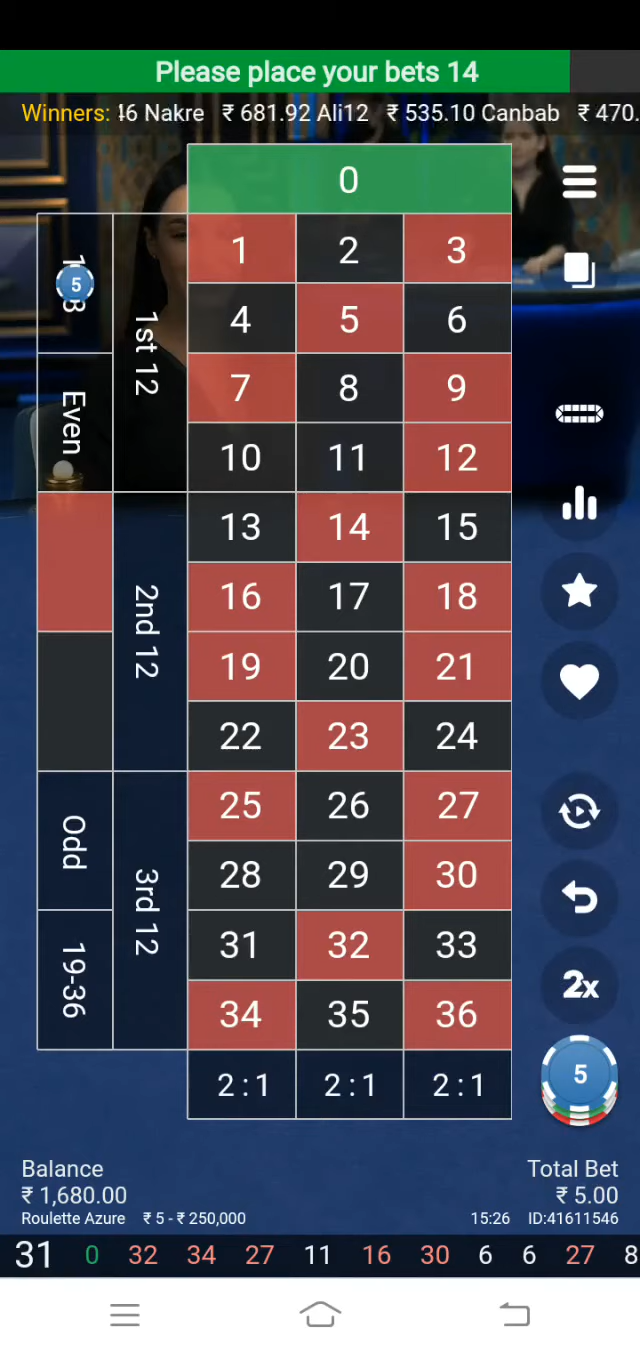 Please place your bets 14
Winners: 46 Nakre ₹ 681.92 Ali12 ₹ 535.10 Canbab ₹ 470.
0
1 2 3
5
4 5 6
1st 12
7 8 9
Even
10 11 12
13 14 15
16 17 18
2nd 12
19 20 21
22 23 24
25 26 27
Odd
28 29 30
3rd 12
31 32 33
19-36
34 35 36
2x
2:1 2:1 2:1
5
Balance
₹ 1,680.00
Total Bet
₹ 5.00
Roulette Azure ₹ 5 - ₹ 250,000 15:26 ID:41611546
31 0 32 34 27 11 16 30 6 6 27 8